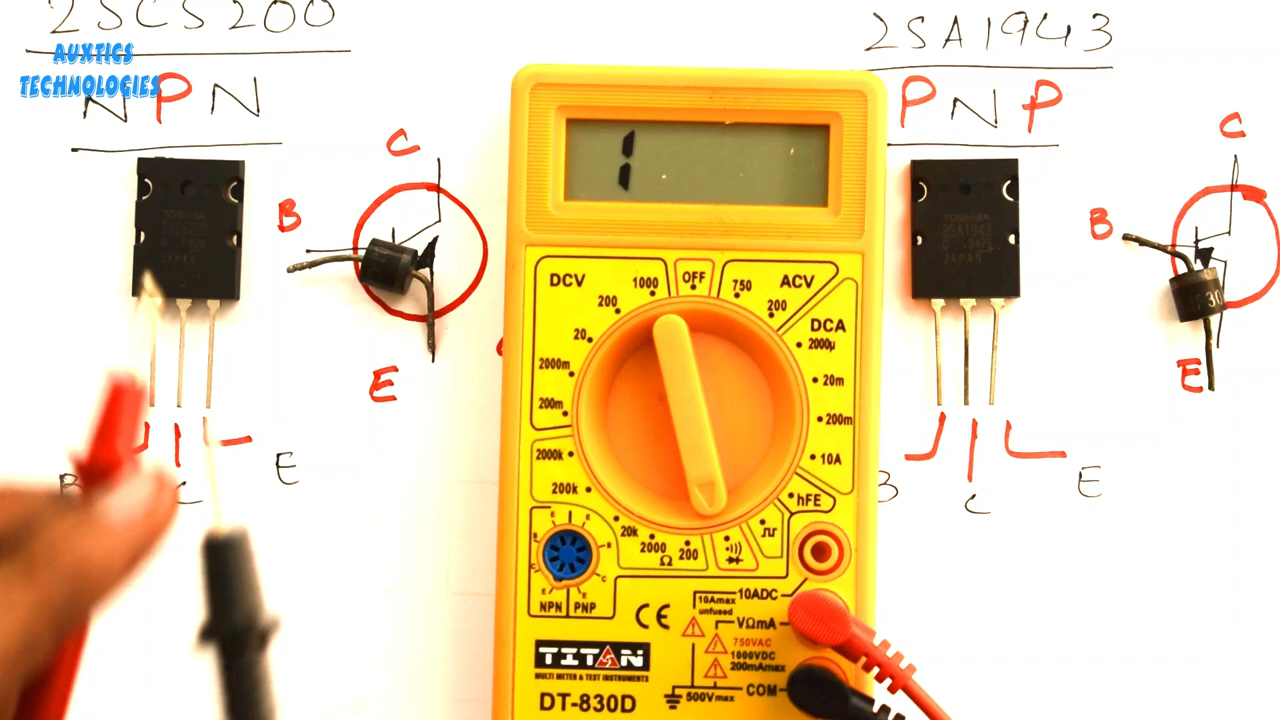 2SC5200
AUXTICS
TECHNOLOGIES
NPN
C
B
E
B C E
TOSHIBA
JAPAN
1
DCV
OFF
ACV
1000
750
200
200
20
2000m
200m
DCA
2000µ
20m
200m
10A
2000k
200k
hFE
20k
2000
Ω
200
E E
B B
C C
E E
NPN PNP
CE
10Amax
unfused
10ADC
VΩmA
750VAC
1000VDC
200mAmax
500Vmax
COM
TITAN
MULTI METER & TEST INSTRUMENTS
DT-830D
2SA1943
PNP
C
B
E
TOSHIBA
2SA1943
JAPAN
B C E